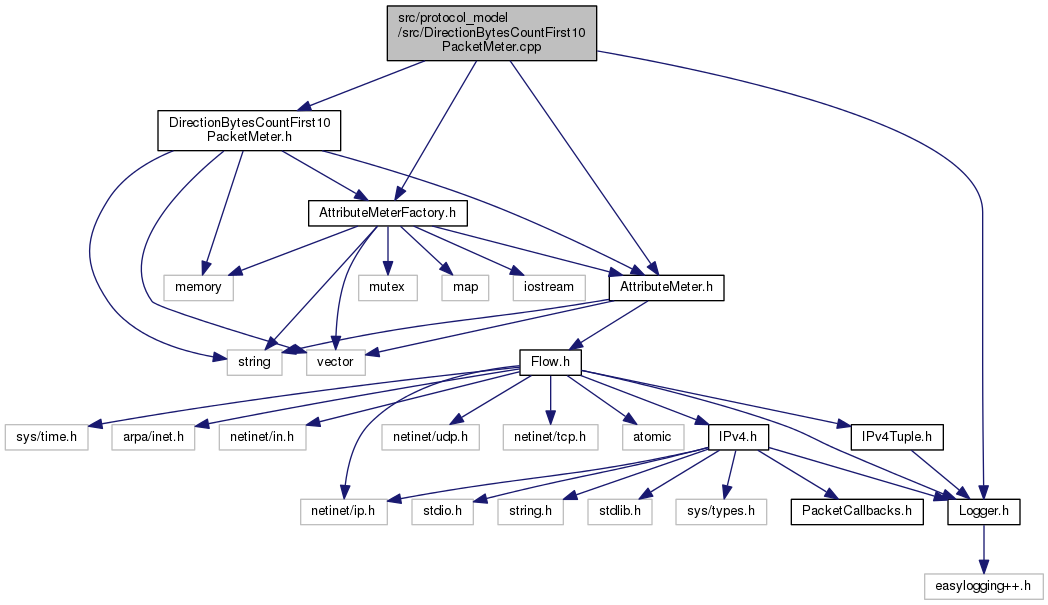 src/protocol_model
/src/DirectionBytesCountFirst10
PacketMeter.cpp
DirectionBytesCountFirst10
PacketMeter.h
AttributeMeterFactory.h
memory
mutex
map
iostream
AttributeMeter.h
string
vector
Flow.h
sys/time.h
arpa/inet.h
netinet/in.h
netinet/udp.h
netinet/tcp.h
atomic
IPv4.h
IPv4Tuple.h
netinet/ip.h
stdio.h
string.h
stdlib.h
sys/types.h
PacketCallbacks.h
Logger.h
easylogging++.h